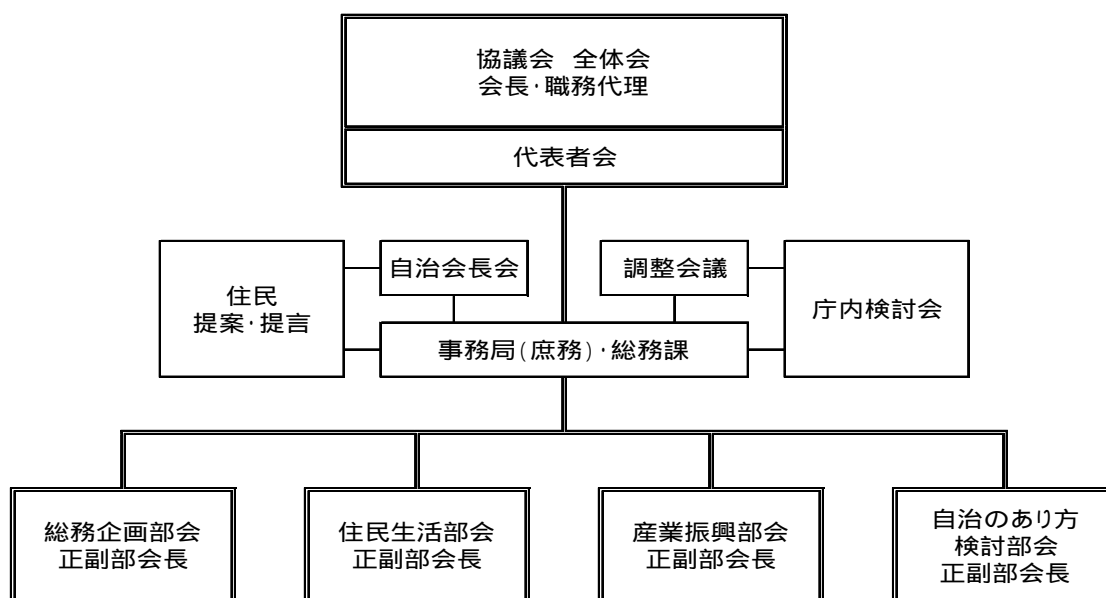 協議会 全体会
会長・職務代理
代表者会
自治会長会
調整会議
住民
提案・提言
庁内検討会
事務局(庶務)・総務課
総務企画部会
正副部会長
住民生活部会
正副部会長
産業振興部会
正副部会長
自治のあり方
検討部会
正副部会長